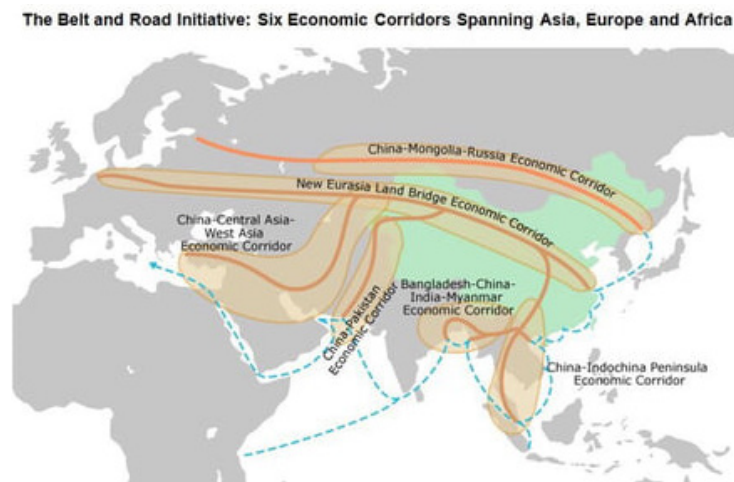 The Belt and Road Initiative: Six Economic Corridors Spanning Asia, Europe and Africa
China-Mongolia-Russia Economic Corridor
New Eurasia Land Bridge Economic Corridor
China-Central Asia-
West Asia
Economic Corridor
China-Pakistan
Economic Corridor
Bangladesh-China-
India-Myanmar
Economic Corridor
China-Indochina Peninsula
Economic Corridor